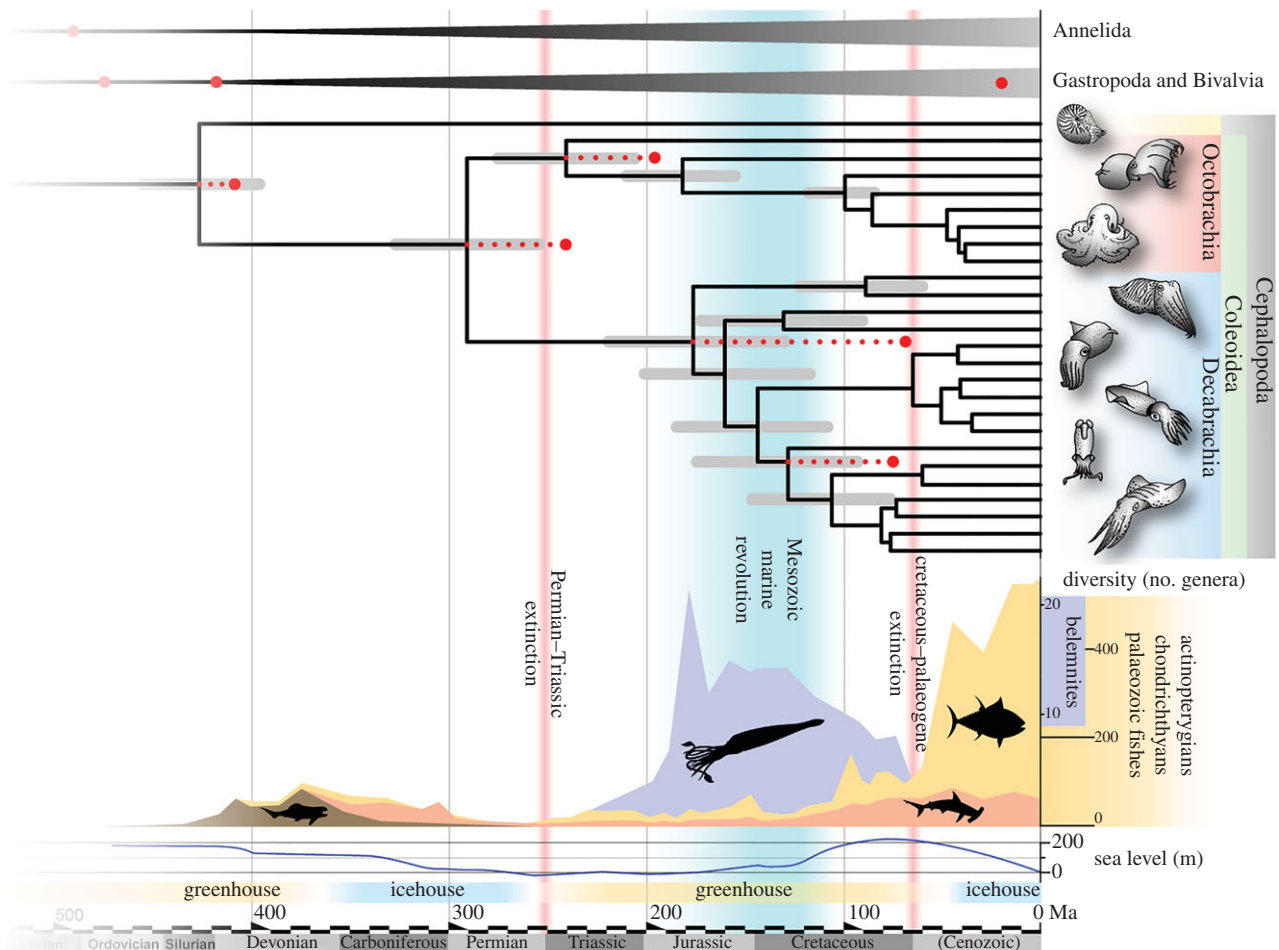 Annelida
Gastropoda and Bivalvia
Octobrachia
Decabrachia
Coleoidea
Cephalopoda
Permian–Triassic
extinction
Mesozoic
marine
revolution
cretaceous–palaeogene
extinction
diversity (no. genera)
20
10
belemnites
400
200
0
actinopterygians
chondrichthyans
palaeozoic fishes
200
0
sea level (m)
greenhouse
icehouse
greenhouse
icehouse
500
400
300
200
100
0 Ma
Ordovician
Silurian
Devonian
Carboniferous
Permian
Triassic
Jurassic
Cretaceous
(Cenozoic)